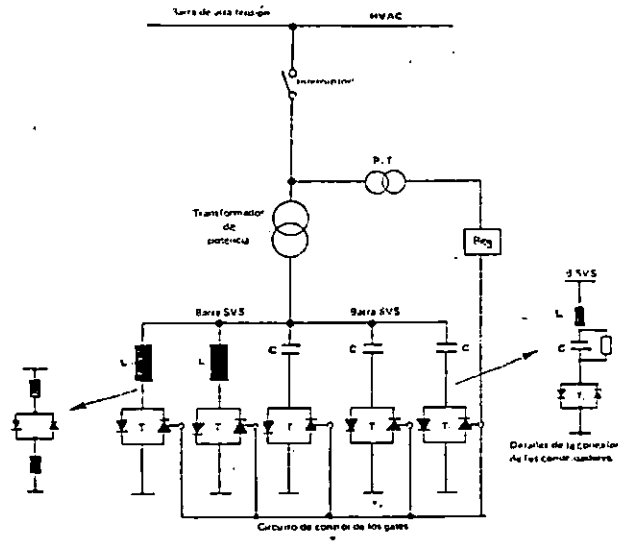 Barra de alta tensión
HVAC
Interruptor
P.T
Transformador
de
potencia
Reg
Barra SVS
Barra SVS
L
L
C
C
C
T
T
T
T
T
Circuito de control de los gates
B SVS
L
C
T
Detalles de la conexión
de los condensadores